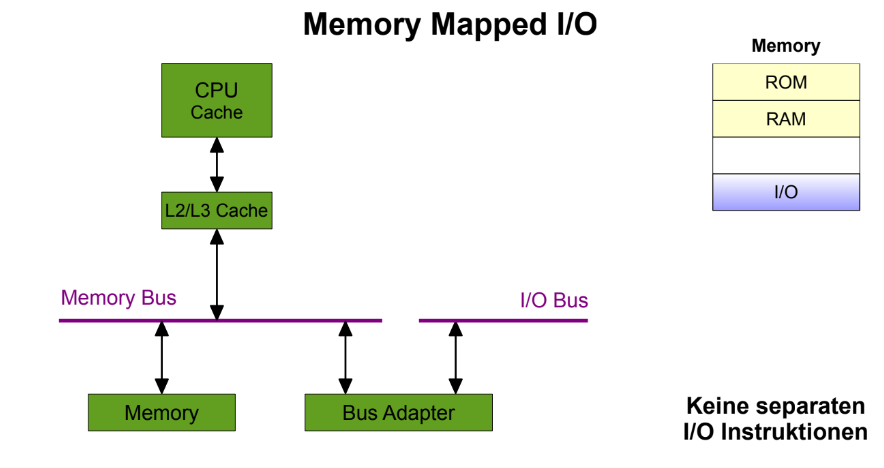 Memory Mapped I/O
Memory
ROM
RAM
I/O
CPU
Cache
L2/L3 Cache
Memory Bus
I/O Bus
Memory
Bus Adapter
Keine separaten
I/O Instruktionen